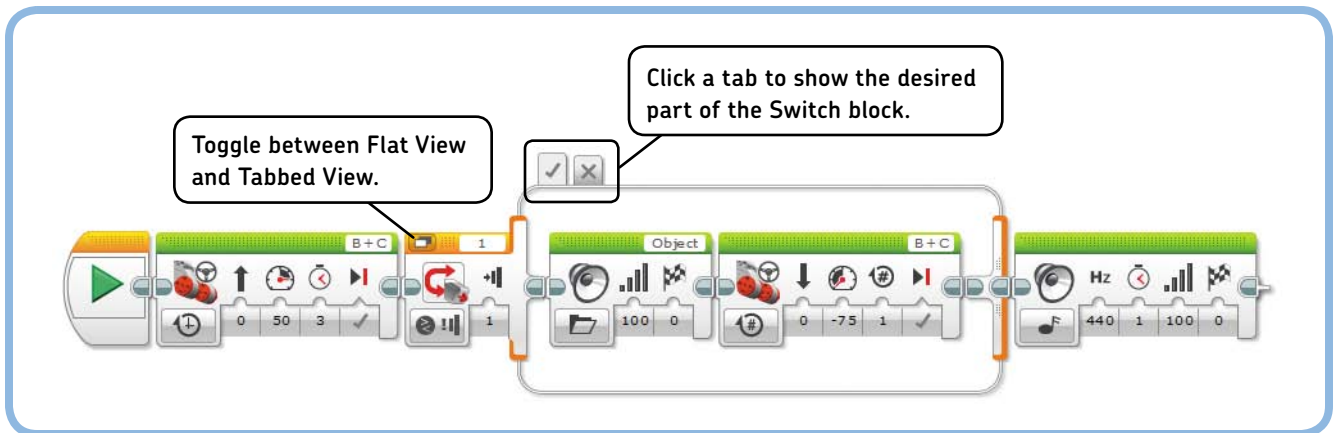 Click a tab to show the desired
part of the Switch block.
Toggle between Flat View
and Tabbed View.
B+C
1
Object
B+C
Hz
#
0 50 3
1
100 0
#
0 -75 1
440 1 100 0